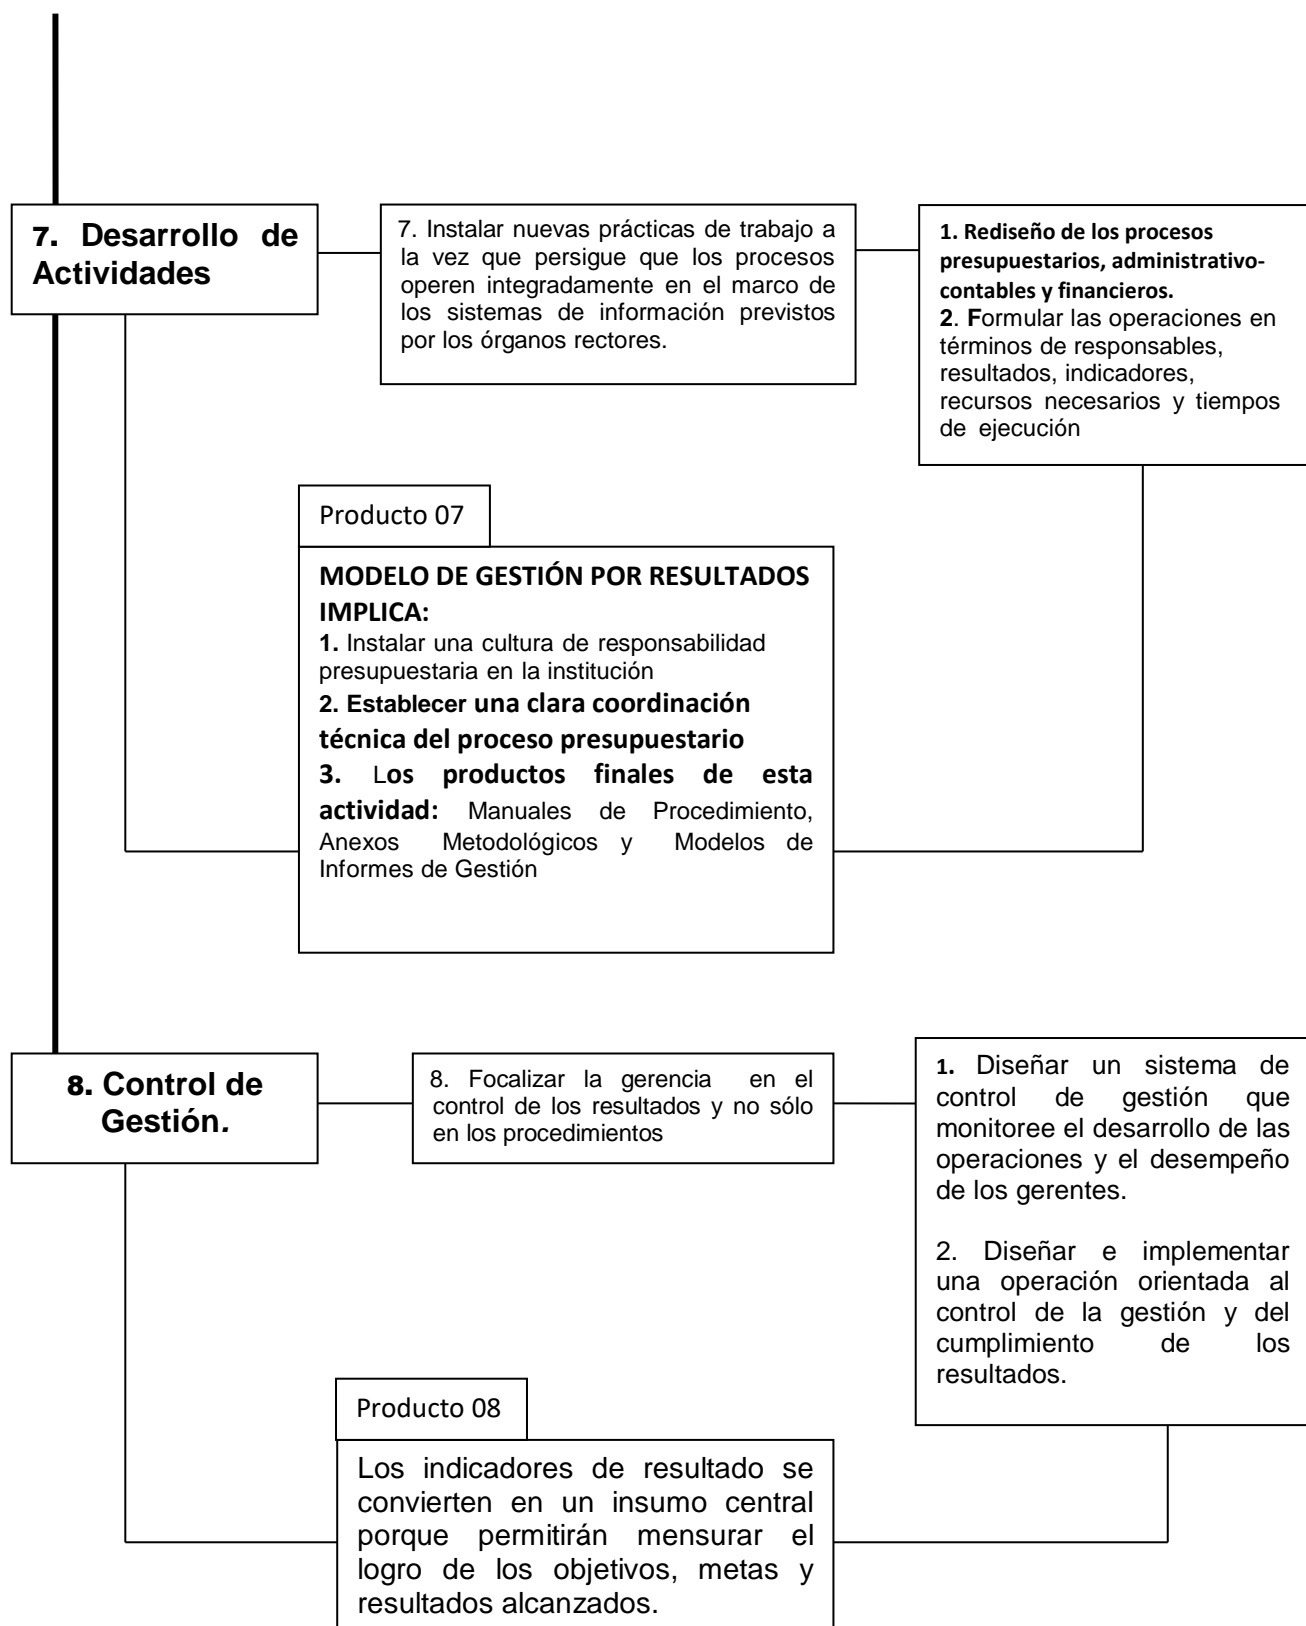 7. Desarrollo de
Actividades
7. Instalar nuevas prácticas de trabajo a
la vez que persigue que los procesos
operen integradamente en el marco de
los sistemas de información previstos
por los órganos rectores.
1. Rediseño de los procesos
presupuestarios, administrativo-
contables y financieros.
2. Formular las operaciones en
términos de responsables,
resultados, indicadores,
recursos necesarios y tiempos
de ejecución
Producto 07
MODELO DE GESTIÓN POR RESULTADOS
IMPLICA:
1. Instalar una cultura de responsabilidad
presupuestaria en la institución
2. Establecer una clara coordinación
técnica del proceso presupuestario
3. Los productos finales de esta
actividad: Manuales de Procedimiento,
Anexos Metodológicos y Modelos de
Informes de Gestión
8. Control de
Gestión.
8. Focalizar la gerencia en el
control de los resultados y no sólo
en los procedimientos
1. Diseñar un sistema de
control de gestión que
monitoree el desarrollo de las
operaciones y el desempeño
de los gerentes.
2. Diseñar e implementar
una operación orientada al
control de la gestión y del
cumplimiento de los
resultados.
Producto 08
Los indicadores de resultado se
convierten en un insumo central
porque permitirán mensurar el
logro de los objetivos, metas y
resultados alcanzados.